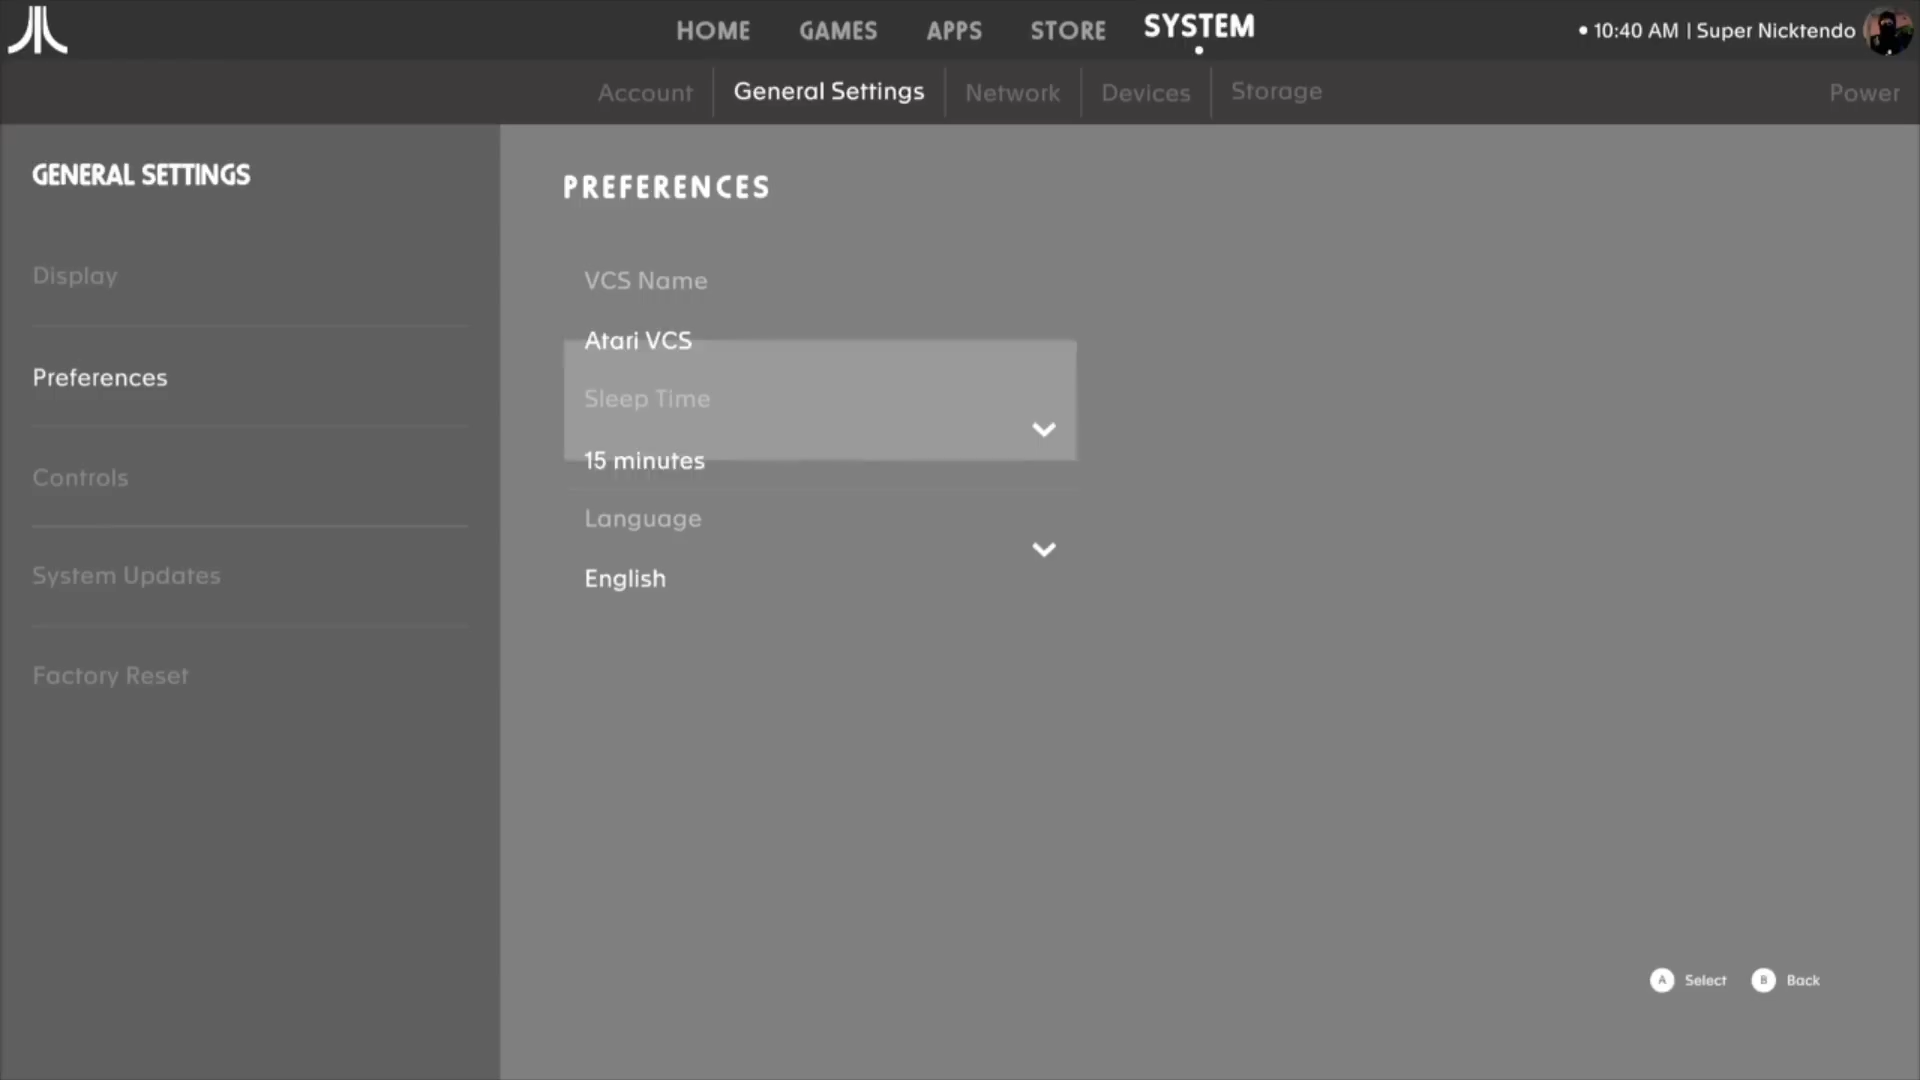 HOME GAMES APPS STORE SYSTEM
• 10:40 AM | Super Nicktendo
Account General Settings Network Devices Storage Power
GENERAL SETTINGS
Display
Preferences
Controls
System Updates
Factory Reset
PREFERENCES
VCS Name
Atari VCS
Sleep Time
15 minutes
Language
English
A Select B Back